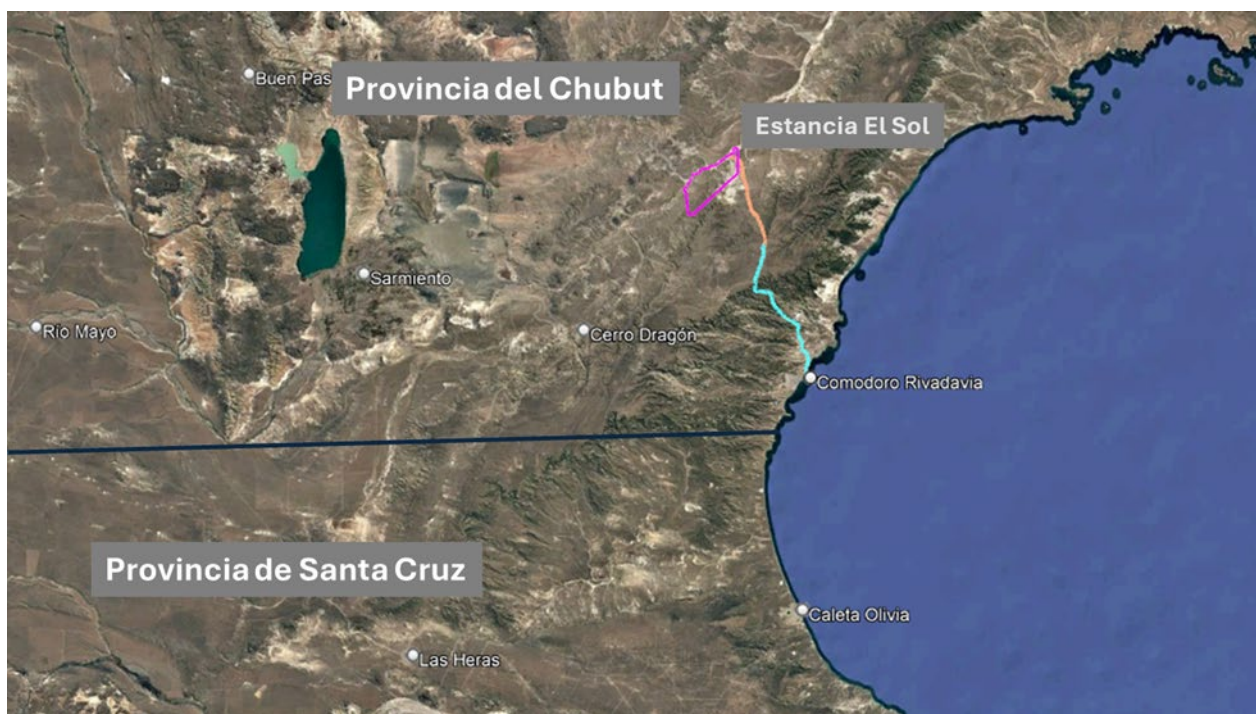 Buen Pas
Provincia del Chubut
Estancia El Sol
Sarmiento
Río Mayo
Cerro Dragón
Comodoro Rivadavia
Provincia de Santa Cruz
Caleta Olivia
Las Heras